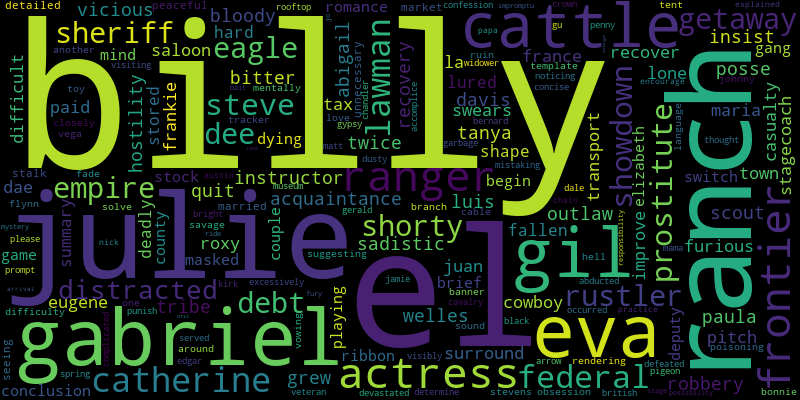 detailed vicious bloody romance market confession impromptu crown
peaceful rooftop papa gu penny explained
billy cattle getaway
sheriff hard eagle abigail unnecessary la france insist gang
mind saloon lawman recovery recover lone posse
another visiting bitter lured
difficult toy paid stored frankie steve tax davis showdown maria casualty
closely mentally chandler accomplice swears ruin widower template noticing concise encourage johnny
hostility dee dying love twice tanya bernard garbage elizabeth language thought stagecoach
vega tracker gypsy matt dusty shape mistaking transport
stalk fade stock austin instructor ranger begin dale switch town
dae empire quit museum acquaintance branch luis outlaw prostitute ranch scout
flynn married cable chain
summary solve deadly county bright savage ride couple gerald shorty fallen improve furious frontier
mystery julie roxy masked suggesting sadistic gil responsibility mama
please nick el juan hell abducted
game distracted excessively jamie brief banner cavalry rustler paula
prompt arrival eugene tribe kirk fury debt vowing playing welles sound cowboy black occurred practice deputy pitch
difficulty one complicated punish served visibly eva defeated poisoning
seeing gabriel around ribbon surround arrow rendering pigeon robbery
conclusion spring catherine edgar grew veteran devastated actress determine federal stevens obsession british stage possibility bonnie
tent